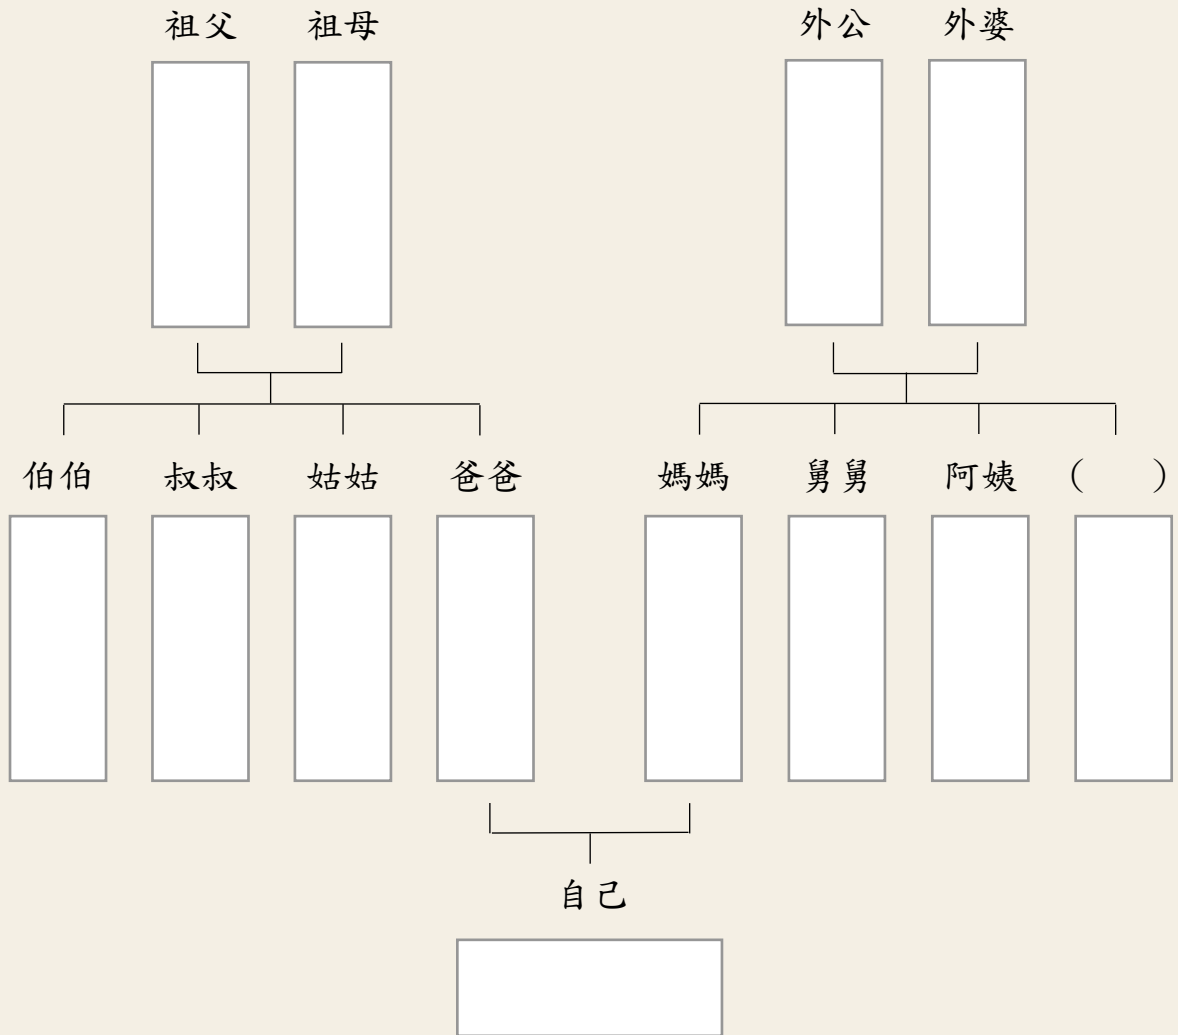 祖父 祖母 外公 外婆
伯伯 叔叔 姑姑 爸爸 媽媽 舅舅 阿姨 （　　）
自己